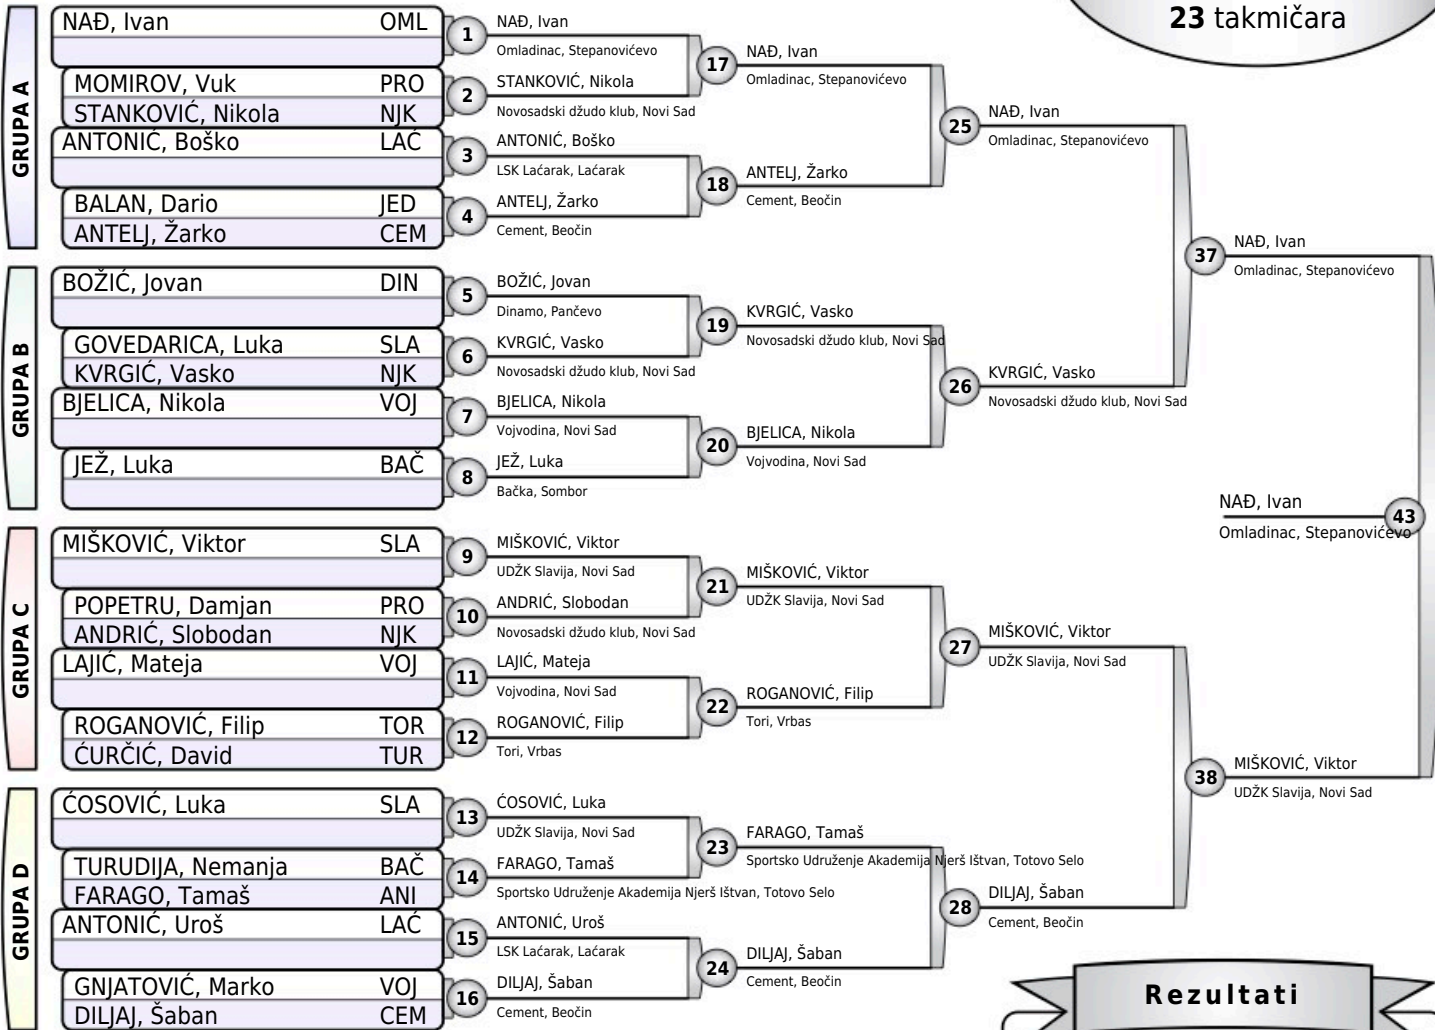 23 takmičara
GRUPA A
NAĐ, Ivan OML
MOMIROV, Vuk PRO
STANKOVIĆ, Nikola NJK
ANTONIĆ, Boško LAĆ
BALAN, Dario JED
ANTELJ, Žarko CEM
GRUPA B
BOŽIĆ, Jovan DIN
GOVEDARICA, Luka SLA
KVRGIĆ, Vasko NJK
BJELICA, Nikola VOJ
JEŽ, Luka BAČ
GRUPA C
MIŠKOVIĆ, Viktor SLA
POPETRU, Damjan PRO
ANDRIĆ, Slobodan NJK
LAJIĆ, Mateja VOJ
ROGANOVIĆ, Filip TOR
ĆURČIĆ, David TUR
GRUPA D
ĆOSOVIĆ, Luka SLA
TURUDIJA, Nemanja BAČ
FARAGO, Tamaš ANI
ANTONIĆ, Uroš LAĆ
GNJATOVIĆ, Marko VOJ
DILJAJ, Šaban CEM
1
NAĐ, Ivan
Omladinac, Stepanovićevo
2
STANKOVIĆ, Nikola
Novosadski džudo klub, Novi Sad
3
ANTONIĆ, Boško
LSK Laćarak, Laćarak
4
ANTELJ, Žarko
Cement, Beočin
5
BOŽIĆ, Jovan
Dinamo, Pančevo
6
KVRGIĆ, Vasko
Novosadski džudo klub, Novi Sad
7
BJELICA, Nikola
Vojvodina, Novi Sad
8
JEŽ, Luka
Bačka, Sombor
9
MIŠKOVIĆ, Viktor
UDŽK Slavija, Novi Sad
10
ANDRIĆ, Slobodan
Novosadski džudo klub, Novi Sad
11
LAJIĆ, Mateja
Vojvodina, Novi Sad
12
ROGANOVIĆ, Filip
Tori, Vrbas
13
ĆOSOVIĆ, Luka
UDŽK Slavija, Novi Sad
14
FARAGO, Tamaš
Sportsko Udruženje Akademija Njerš Ištvan, Totovo Selo
15
ANTONIĆ, Uroš
LSK Laćarak, Laćarak
16
DILJAJ, Šaban
Cement, Beočin
17
NAĐ, Ivan
Omladinac, Stepanovićevo
18
ANTELJ, Žarko
Cement, Beočin
19
KVRGIĆ, Vasko
Novosadski džudo klub, Novi Sad
20
BJELICA, Nikola
Vojvodina, Novi Sad
21
MIŠKOVIĆ, Viktor
UDŽK Slavija, Novi Sad
22
ROGANOVIĆ, Filip
Tori, Vrbas
23
FARAGO, Tamaš
Sportsko Udruženje Akademija Njerš Ištvan, Totovo Selo
24
DILJAJ, Šaban
Cement, Beočin
25
NAĐ, Ivan
Omladinac, Stepanovićevo
26
KVRGIĆ, Vasko
Novosadski džudo klub, Novi Sad
27
MIŠKOVIĆ, Viktor
UDŽK Slavija, Novi Sad
28
DILJAJ, Šaban
Cement, Beočin
37
NAĐ, Ivan
Omladinac, Stepanovićevo
38
MIŠKOVIĆ, Viktor
UDŽK Slavija, Novi Sad
NAĐ, Ivan
43
Omladinac, Stepanovićevo
Rezultati